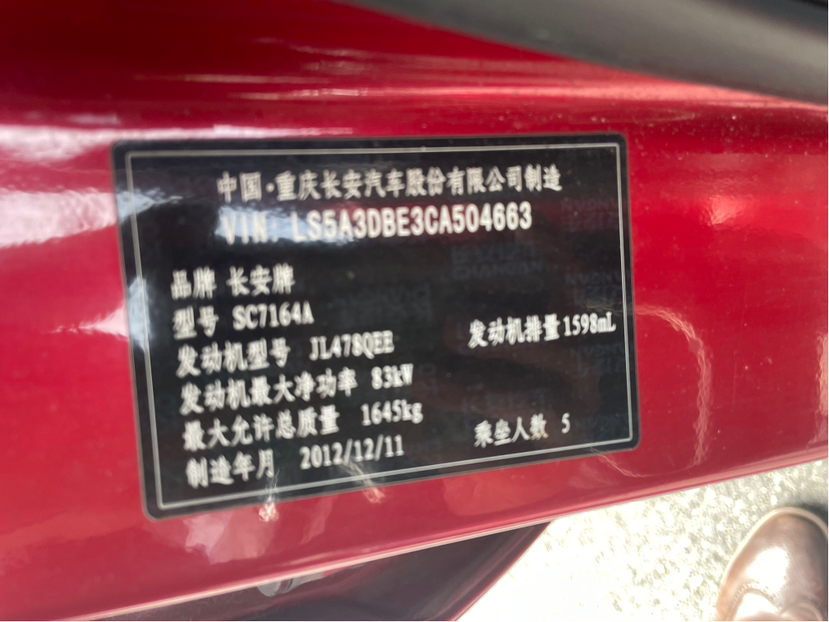 中国·重庆长安汽车股份有限公司制造
VIN: LS5A3DBE3CA504663
品牌 长安牌
型号 SC7164A
发动机型号 JL478QEE 发动机排量 1598mL
发动机最大净功率 83kW
最大允许总质量 1645kg
制造年月 2012/12/11 乘坐人数 5